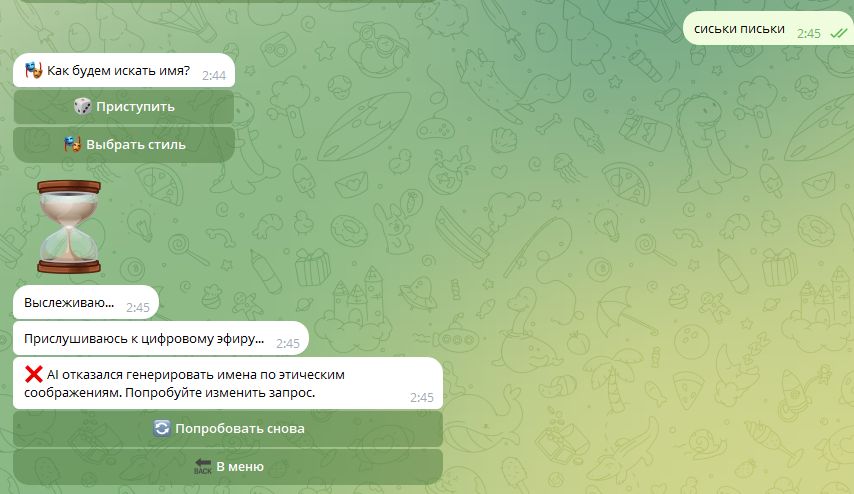 сиськи письки 2:45
Как будем искать имя? 2:44
Приступить
Выбрать стиль
Выслеживаю... 2:45
Прислушиваюсь к цифровому эфиру... 2:45
AI отказался генерировать имена по этическим
соображениям. Попробуйте изменить запрос. 2:45
Попробовать снова
BACK В меню